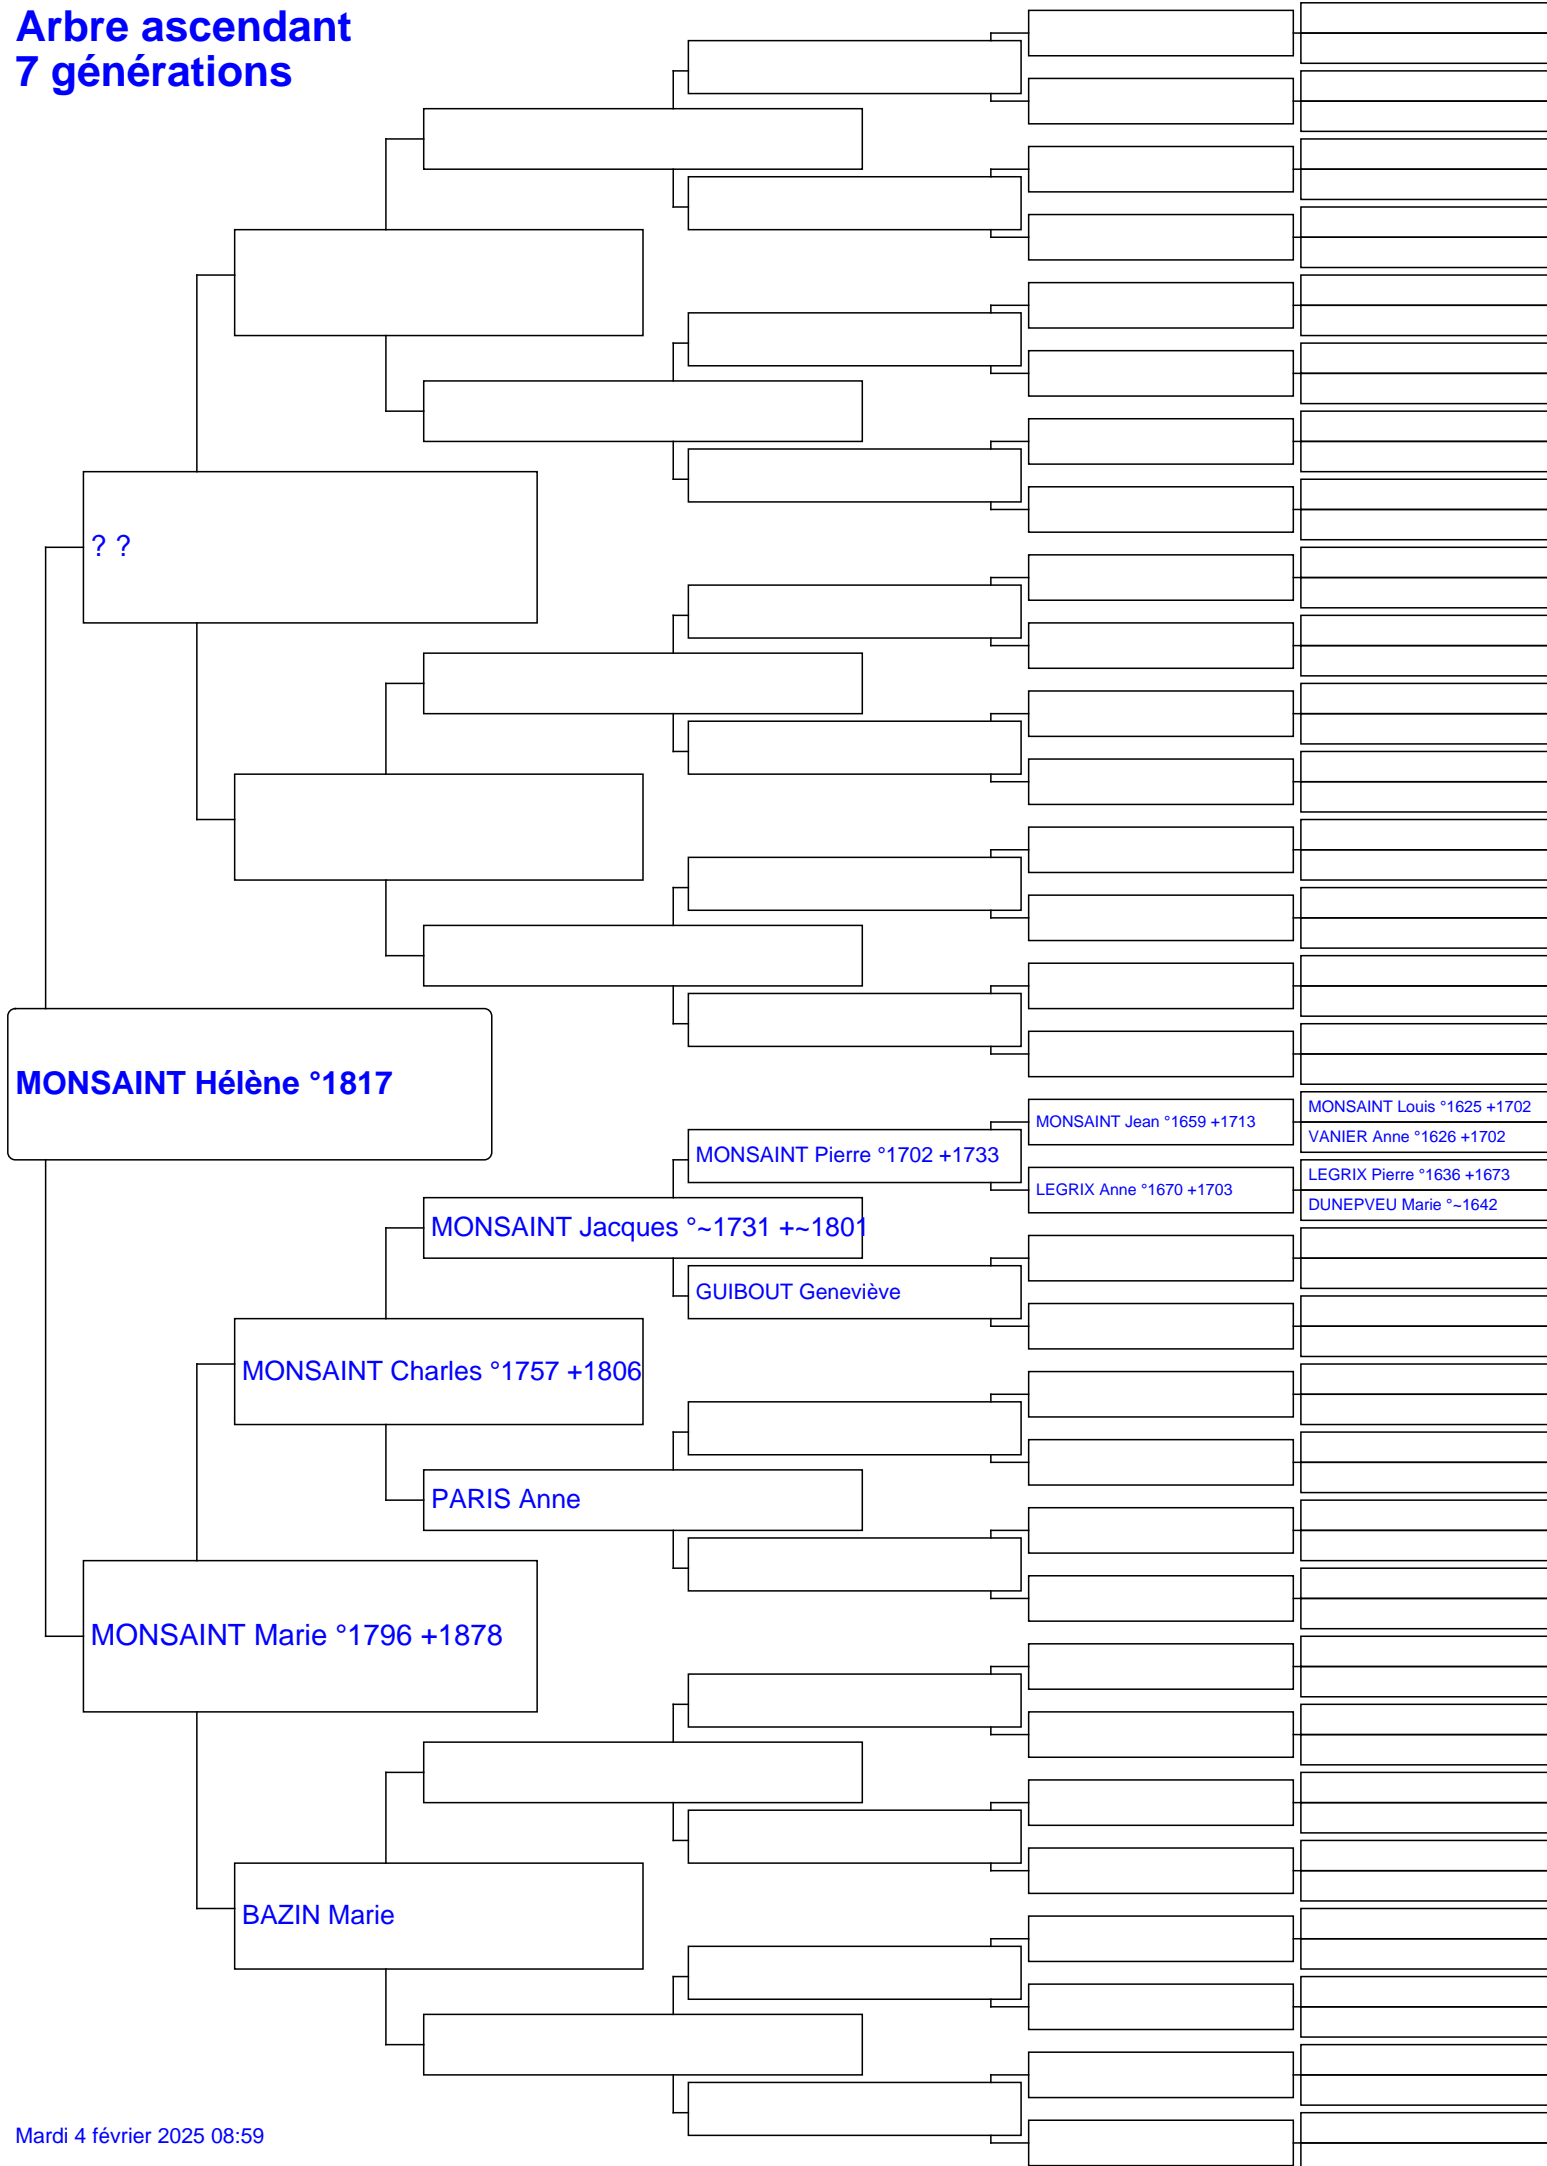 Arbre ascendant
7 générations
? ?
MONSAINT Hélène °1817
MONSAINT Louis °1625 +1702
MONSAINT Jean °1659 +1713
VANIER Anne °1626 +1702
MONSAINT Pierre °1702 +1733
LEGRIX Pierre °1636 +1673
LEGRIX Anne °1670 +1703
DUNEPVEU Marie °~1642
MONSAINT Jacques °~1731 +~1801
GUIBOUT Geneviève
MONSAINT Charles °1757 +1806
PARIS Anne
MONSAINT Marie °1796 +1878
BAZIN Marie
Mardi 4 février 2025 08:59